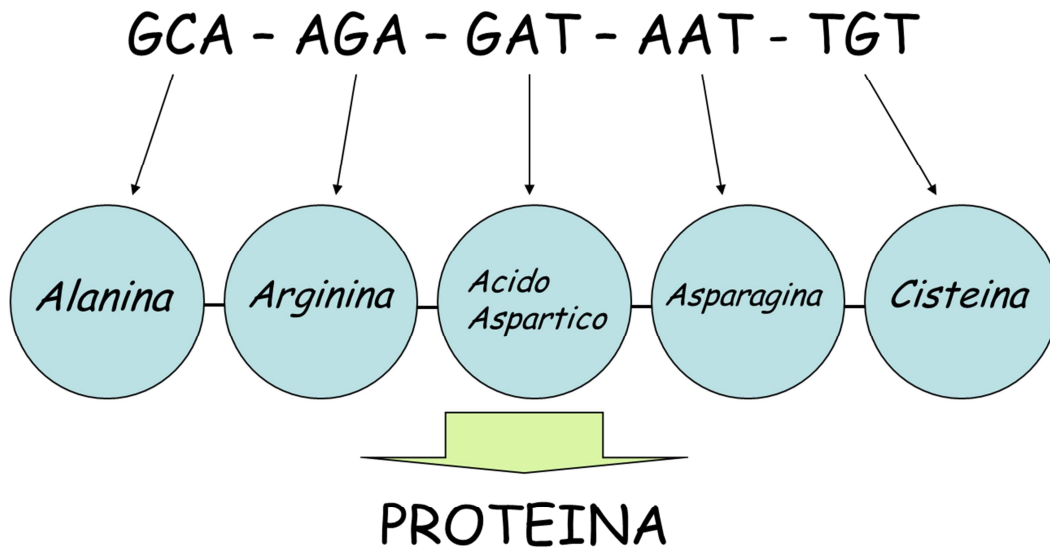 GCA – AGA – GAT – AAT - TGT
Alanina
Arginina
Acido
Aspartico
Asparagina
Cisteina
PROTEINA